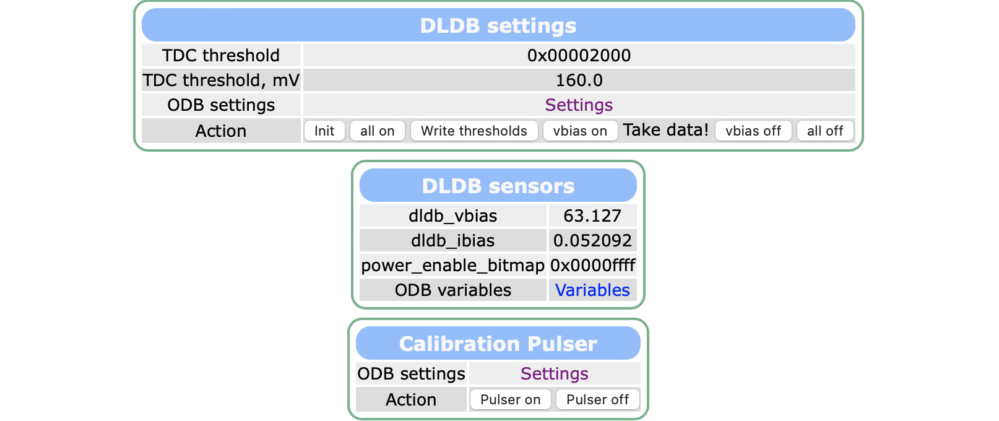 DLDB settings
TDC threshold 0x00002000
TDC threshold, mV 160.0
ODB settings Settings
Action Init all on Write thresholds vbias on Take data! vbias off all off
DLDB sensors
dldb_vbias 63.127
dldb_ibias 0.052092
power_enable_bitmap 0x0000ffff
ODB variables Variables
Calibration Pulser
ODB settings Settings
Action Pulser on Pulser off